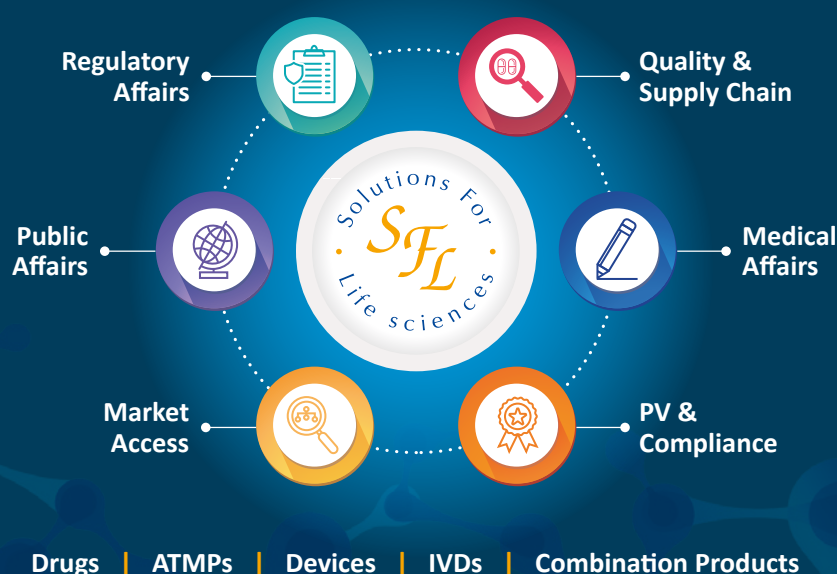 Regulatory
Affairs
Quality &
Supply Chain
Solutions For
SFL
Life sciences
Public
Affairs
Medical
Affairs
Market
Access
PV &
Compliance
Drugs | ATMPs | Devices | IVDs | Combination Products